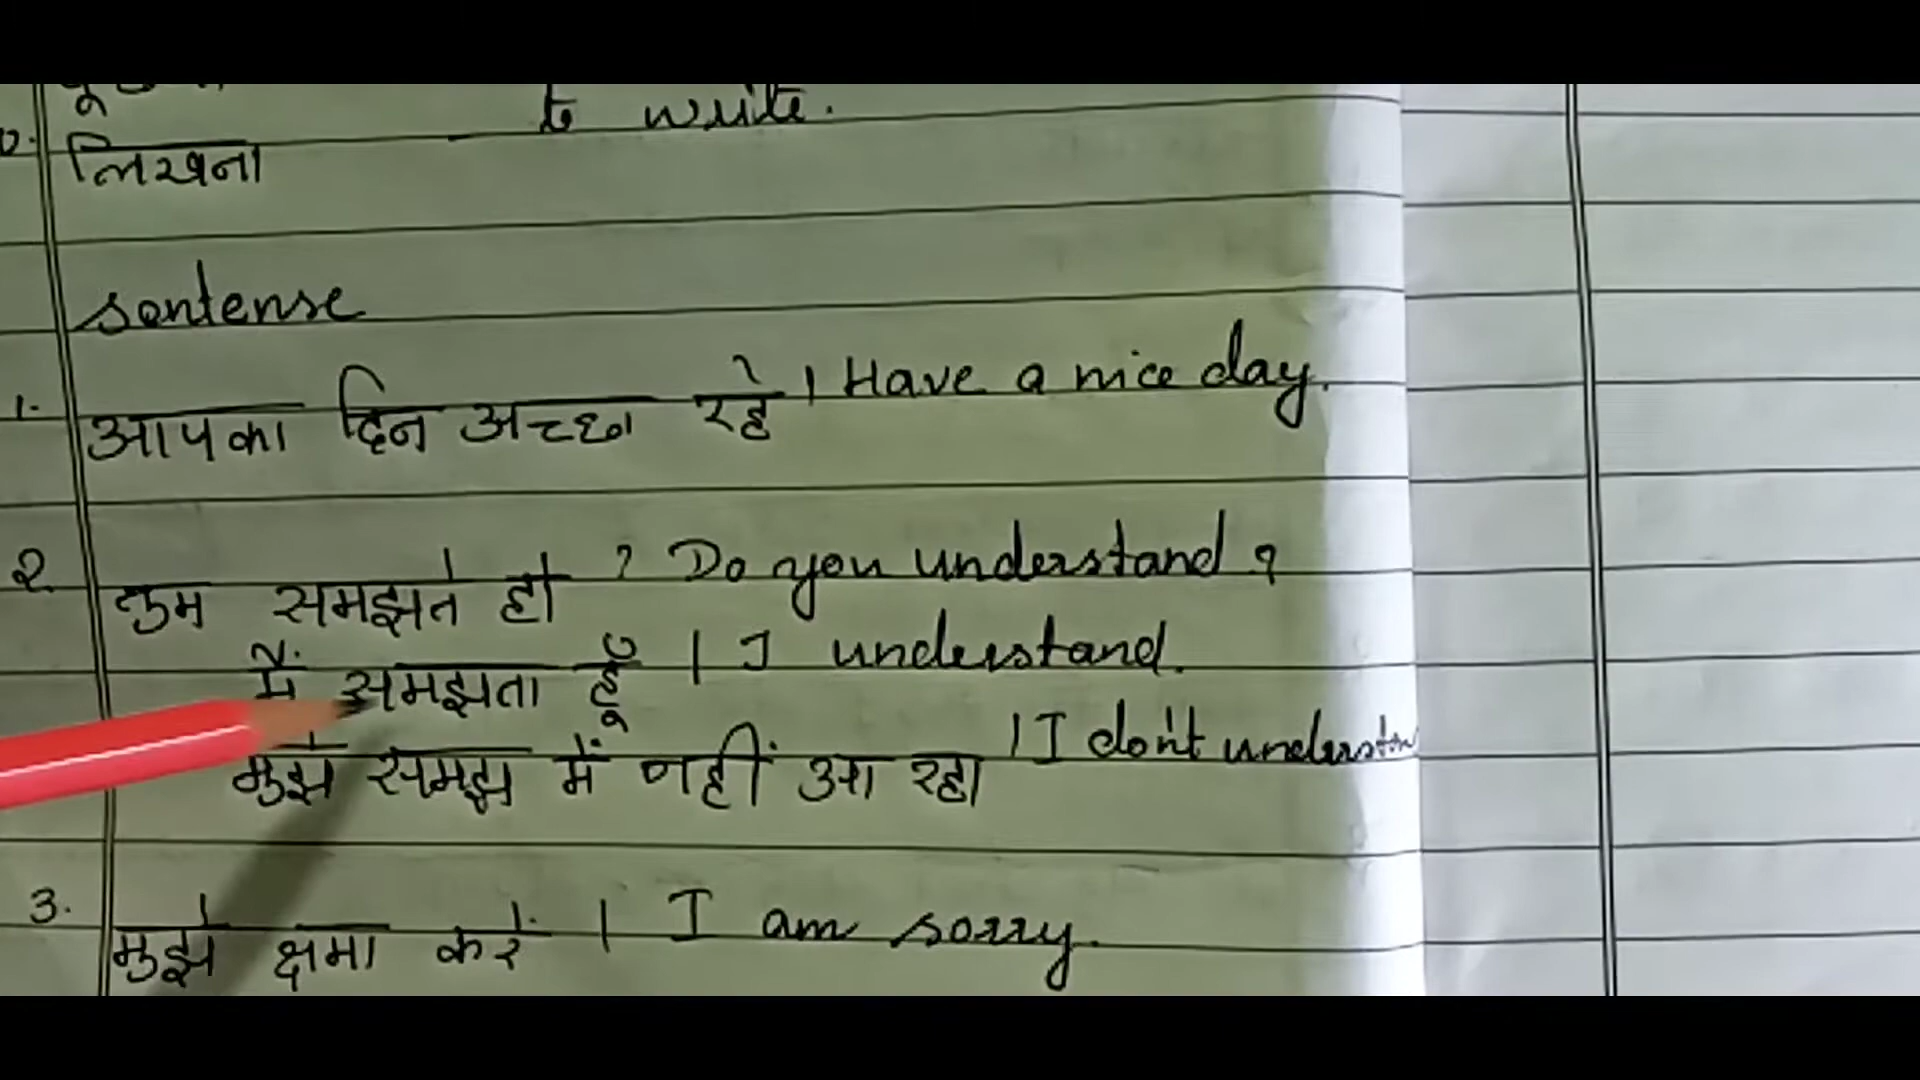 to write.
लिखना
sentense
1. आपका दिन अच्छा रहे । Have a nice day.
2 तुम समझते हो ? Do you understand ?
मैं समझता हूँ । I understand.
मुझे समझ में नहीं आ रहा । I don't understan
3. मुझे क्षमा करें । I am sorry.